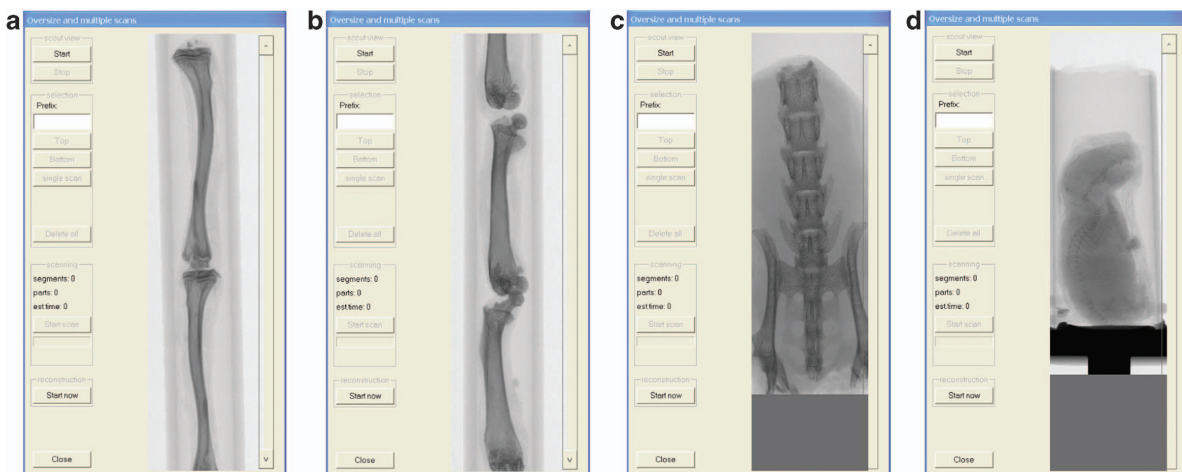 a
Oversize and multiple scans
scout view
Start
Stop
selection
Prefix:
Top
Bottom
single scan
Delete all
scanning
segments: 0
parts: 0
est.time: 0
Start scan
reconstruction
Start now
Close
b
Oversize and multiple scans
scout view
Start
Stop
selection
Prefix:
Top
Bottom
single scan
Delete all
scanning
segments: 0
parts: 0
est.time: 0
Start scan
reconstruction
Start now
Close
c
Oversize and multiple scans
scout view
Start
Stop
selection
Prefix:
Top
Bottom
single scan
Delete all
scanning
segments: 0
parts: 0
est.time: 0
Start scan
reconstruction
Start now
Close
d
Oversize and multiple scans
scout view
Start
Stop
selection
Prefix:
Top
Bottom
single scan
Delete all
scanning
segments: 0
parts: 0
est.time: 0
Start scan
reconstruction
Start now
Close